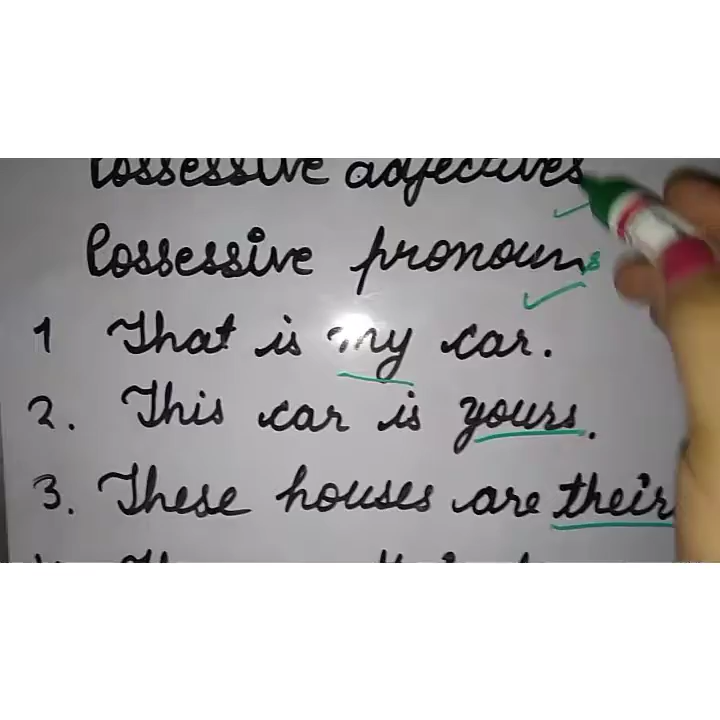 Possessive adjectives
Possessive pronouns
1 That is my car.
2. This car is yours.
3. These houses are their